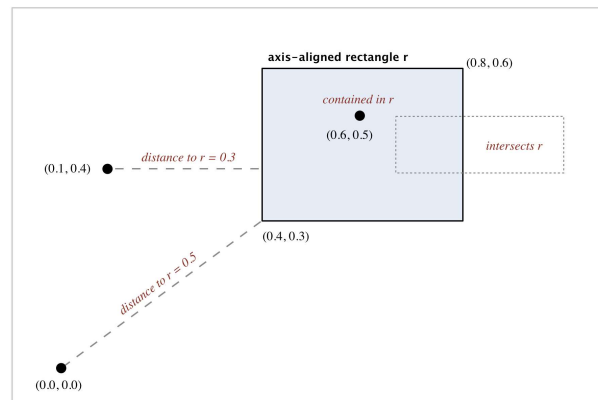 axis-aligned rectangle r
(0.8, 0.6)
contained in r
(0.6, 0.5)
intersects r
(0.1, 0.4)
distance to r = 0.3
(0.4, 0.3)
distance to r = 0.5
(0.0, 0.0)